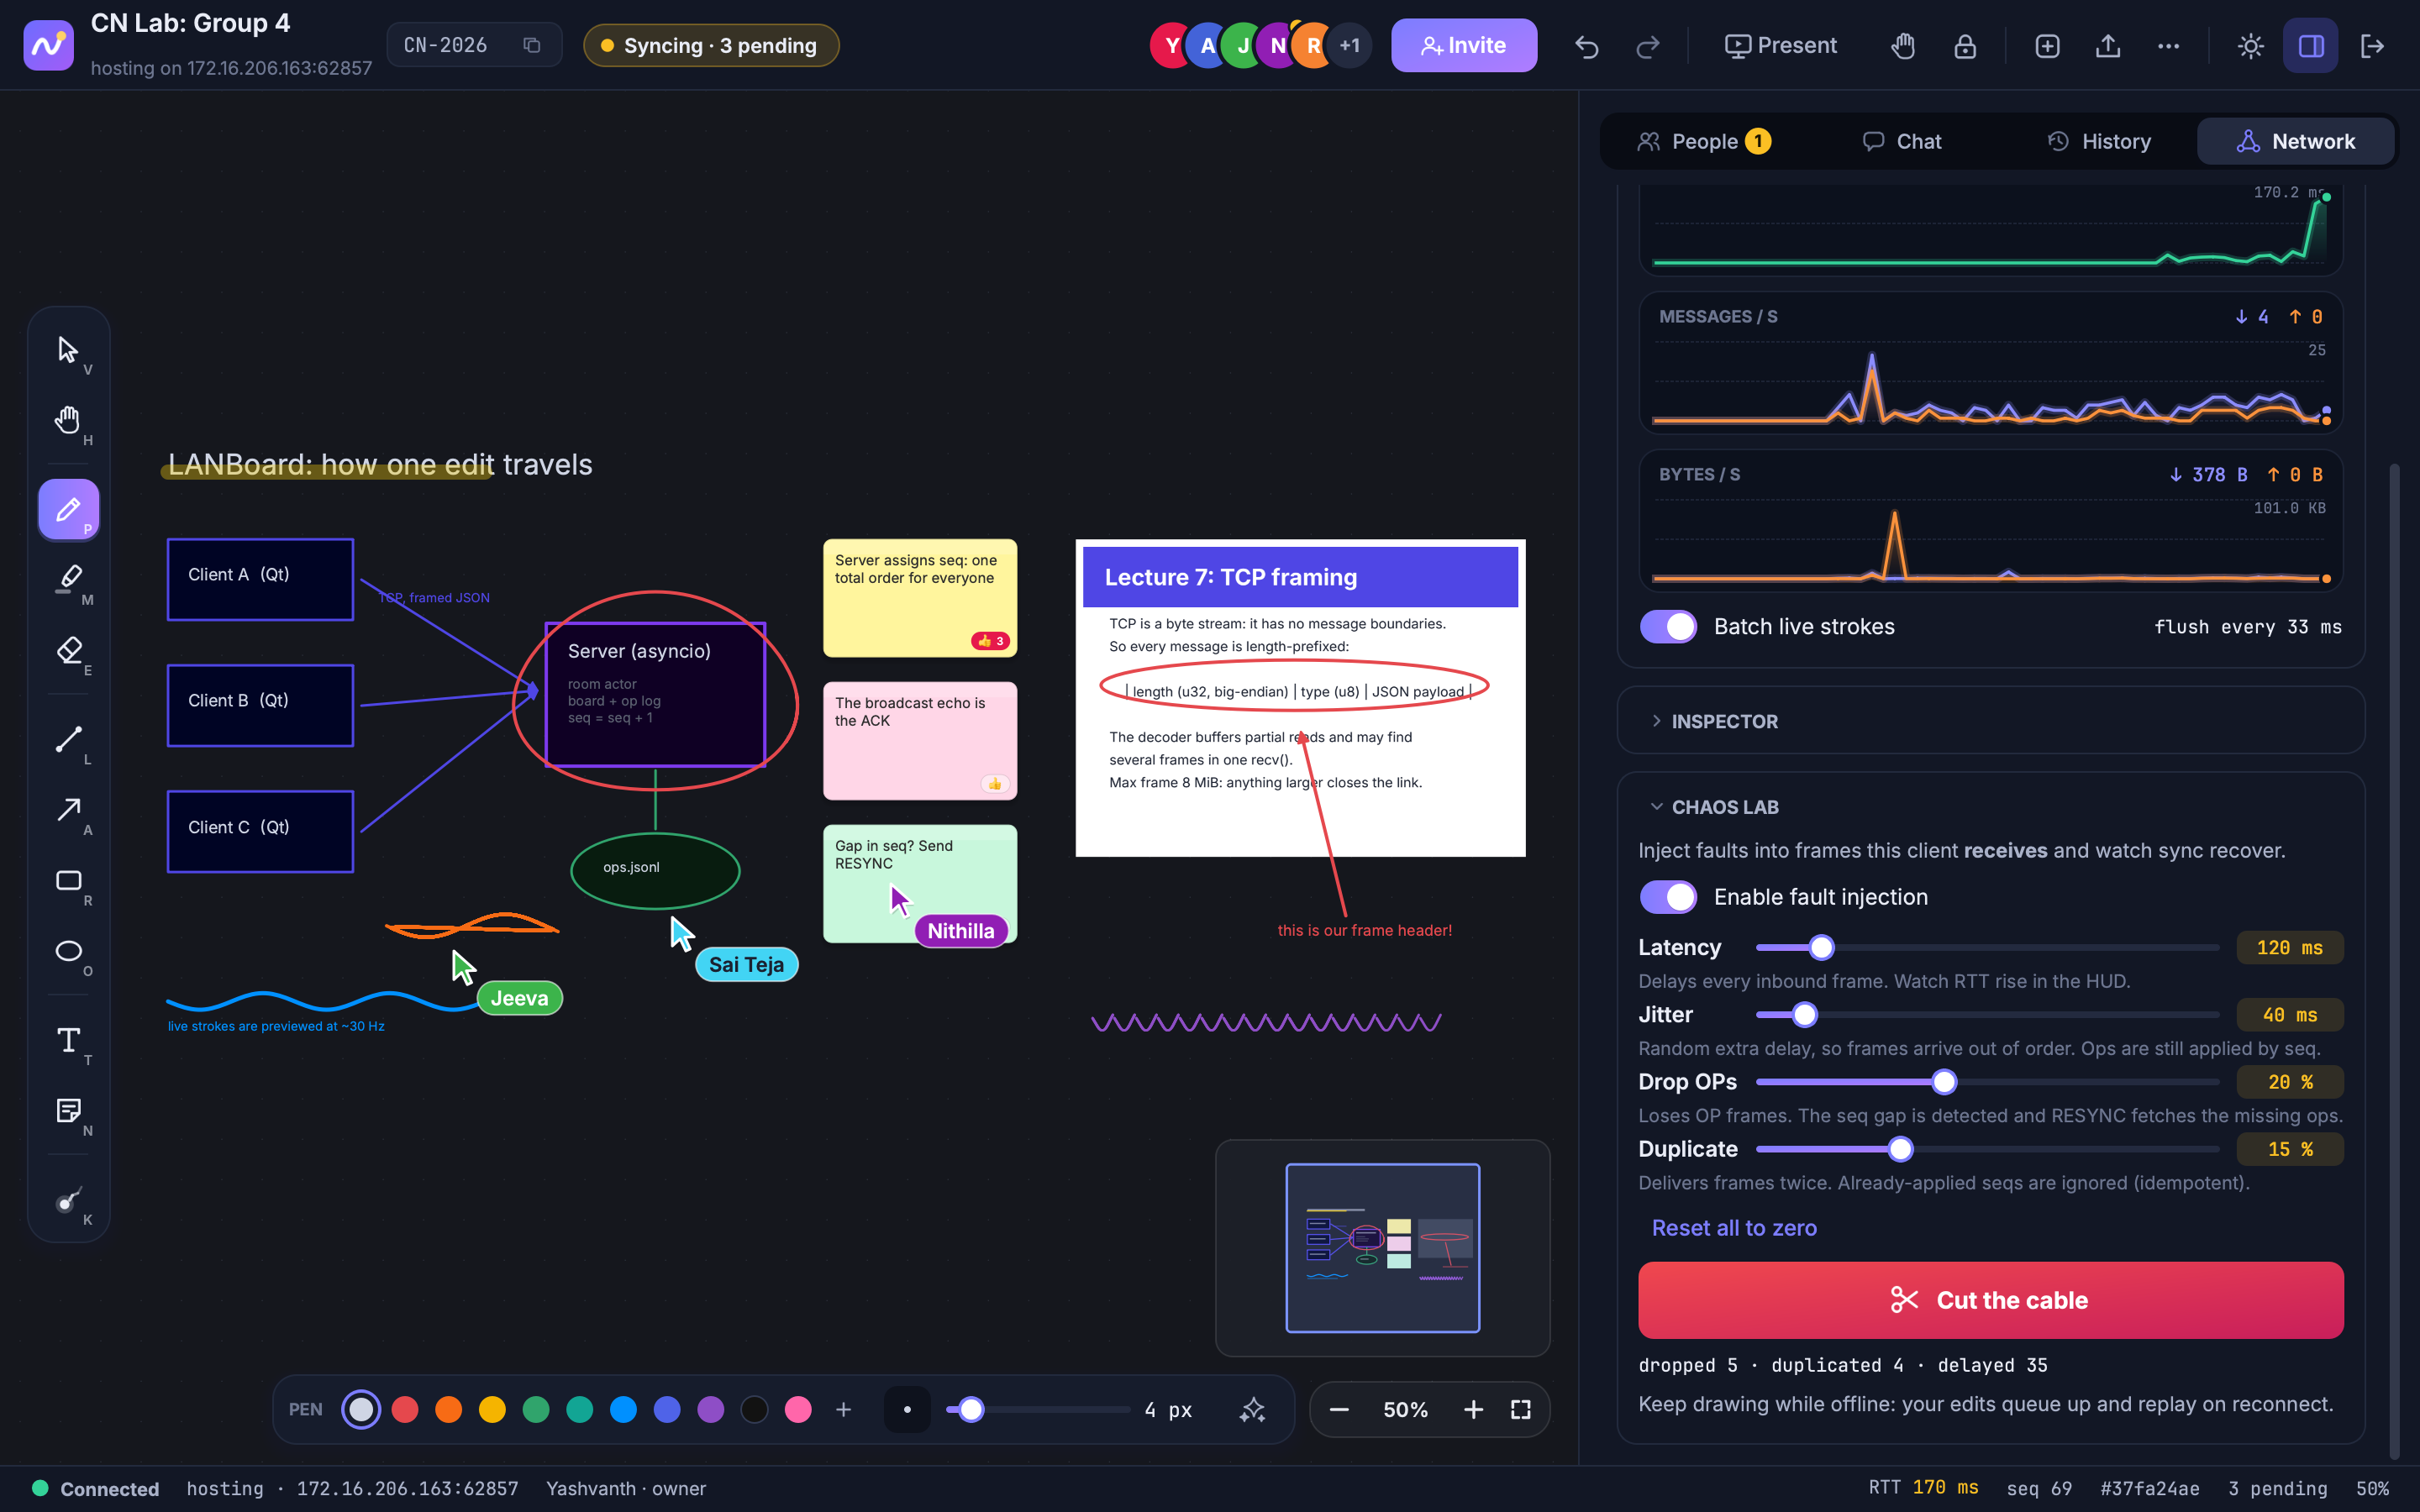 CN Lab: Group 4
hosting on 172.16.206.163:62857
CN-2026
Syncing · 3 pending
Y A J N R +1
Invite
Present
People 1
Chat
History
Network
170.2 ms
MESSAGES / S ↓ 4 ↑ 0
25
BYTES / S ↓ 378 B ↑ 0 B
101.0 KB
Batch live strokes flush every 33 ms
INSPECTOR
CHAOS LAB
Inject faults into frames this client receives and watch sync recover.
Enable fault injection
Latency 120 ms
Delays every inbound frame. Watch RTT rise in the HUD.
Jitter 40 ms
Random extra delay, so frames arrive out of order. Ops are still applied by seq.
Drop OPs 20 %
Loses OP frames. The seq gap is detected and RESYNC fetches the missing ops.
Duplicate 15 %
Delivers frames twice. Already-applied seqs are ignored (idempotent).
Reset all to zero
Cut the cable
dropped 5 · duplicated 4 · delayed 35
Keep drawing while offline: your edits queue up and replay on reconnect.
V
H
P
M
E
L
A
R
O
T
N
K
LANBoard: how one edit travels
Client A (Qt)
TCP, framed JSON
Client B (Qt)
Client C (Qt)
Server (asyncio)
room actor
board + op log
seq = seq + 1
ops.jsonl
Server assigns seq: one
total order for everyone
👍 3
The broadcast echo is
the ACK
👍
Gap in seq? Send
RESYNC
Nithilla
Sai Teja
Jeeva
live strokes are previewed at ~30 Hz
Lecture 7: TCP framing
TCP is a byte stream: it has no message boundaries.
So every message is length-prefixed:
| length (u32, big-endian) | type (u8) | JSON payload |
The decoder buffers partial reads and may find
several frames in one recv().
Max frame 8 MiB: anything larger closes the link.
this is our frame header!
PEN
4 px
50%
Connected
hosting · 172.16.206.163:62857
Yashvanth · owner
RTT 170 ms
seq 69
#37fa24ae
3 pending
50%